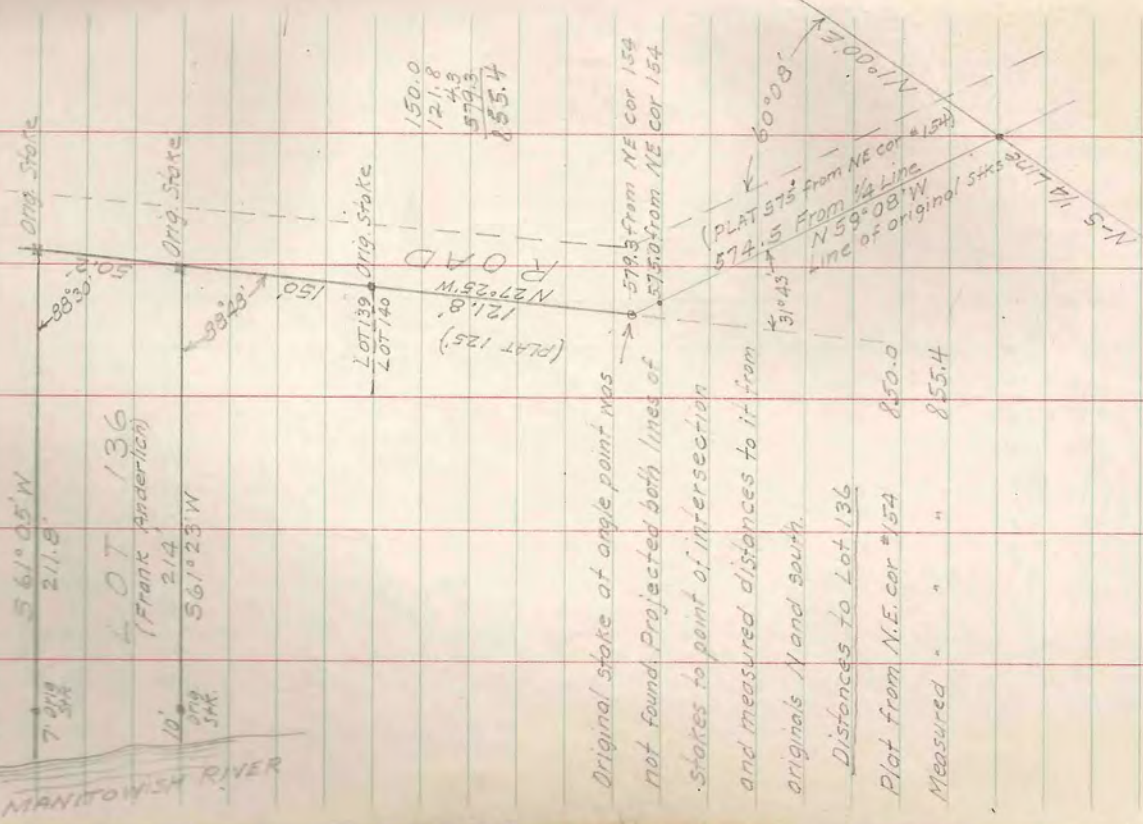 Orig. Stake
50.0'
88°30'
S 61°05' W
211.8'
7' Orig
Stk.
LOT 136
(Frank Anderlich)
214
S61°23'W
10'
Orig
Stk.
MANITOWISH RIVER
Orig. Stake
150'
LOT 139
LOT 140
Orig. Stake
150.0
121.8
4.3
579.3
855.4
ROAD
N 27°25' W
121.8'
(PLAT 125')
579.3 from NE cor 154
575.0 from NE cor 154
60°08'
N1°00'E
(PLAT 575' from NE cor #154)
574.5 From 1/4 Line
N 59°08' W
Line of original Stks
31°43'
N-S 1/4 LINE
Original stake at angle point was
not found. Projected both lines of
stakes to point of intersection
and measured distances to it from
originals N and south.
Distances to Lot 136
Plat from N.E. cor #154 850.0
Measured " " " 855.4